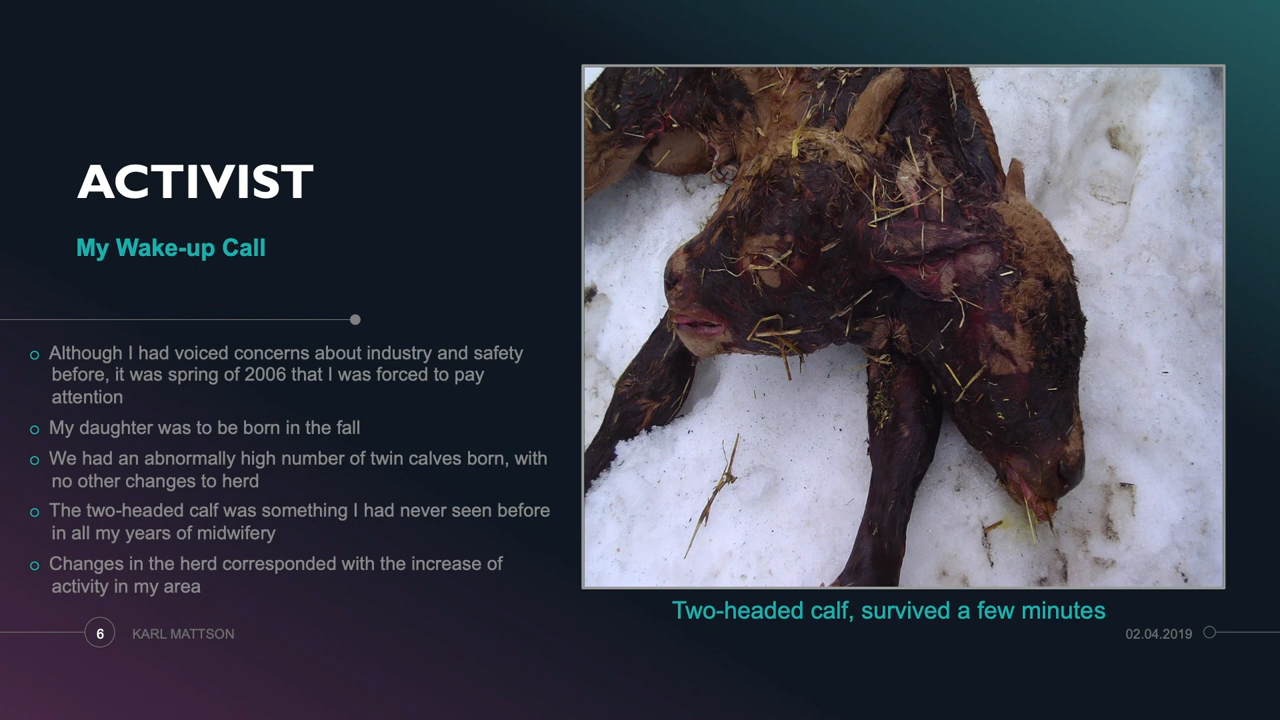 ACTIVIST
My Wake-up Call
Although I had voiced concerns about industry and safety
before, it was spring of 2006 that I was forced to pay
attention
My daughter was to be born in the fall
We had an abnormally high number of twin calves born, with
no other changes to herd
The two-headed calf was something I had never seen before
in all my years of midwifery
Changes in the herd corresponded with the increase of
activity in my area
Two-headed calf, survived a few minutes
6 KARL MATTSON
02.04.2019